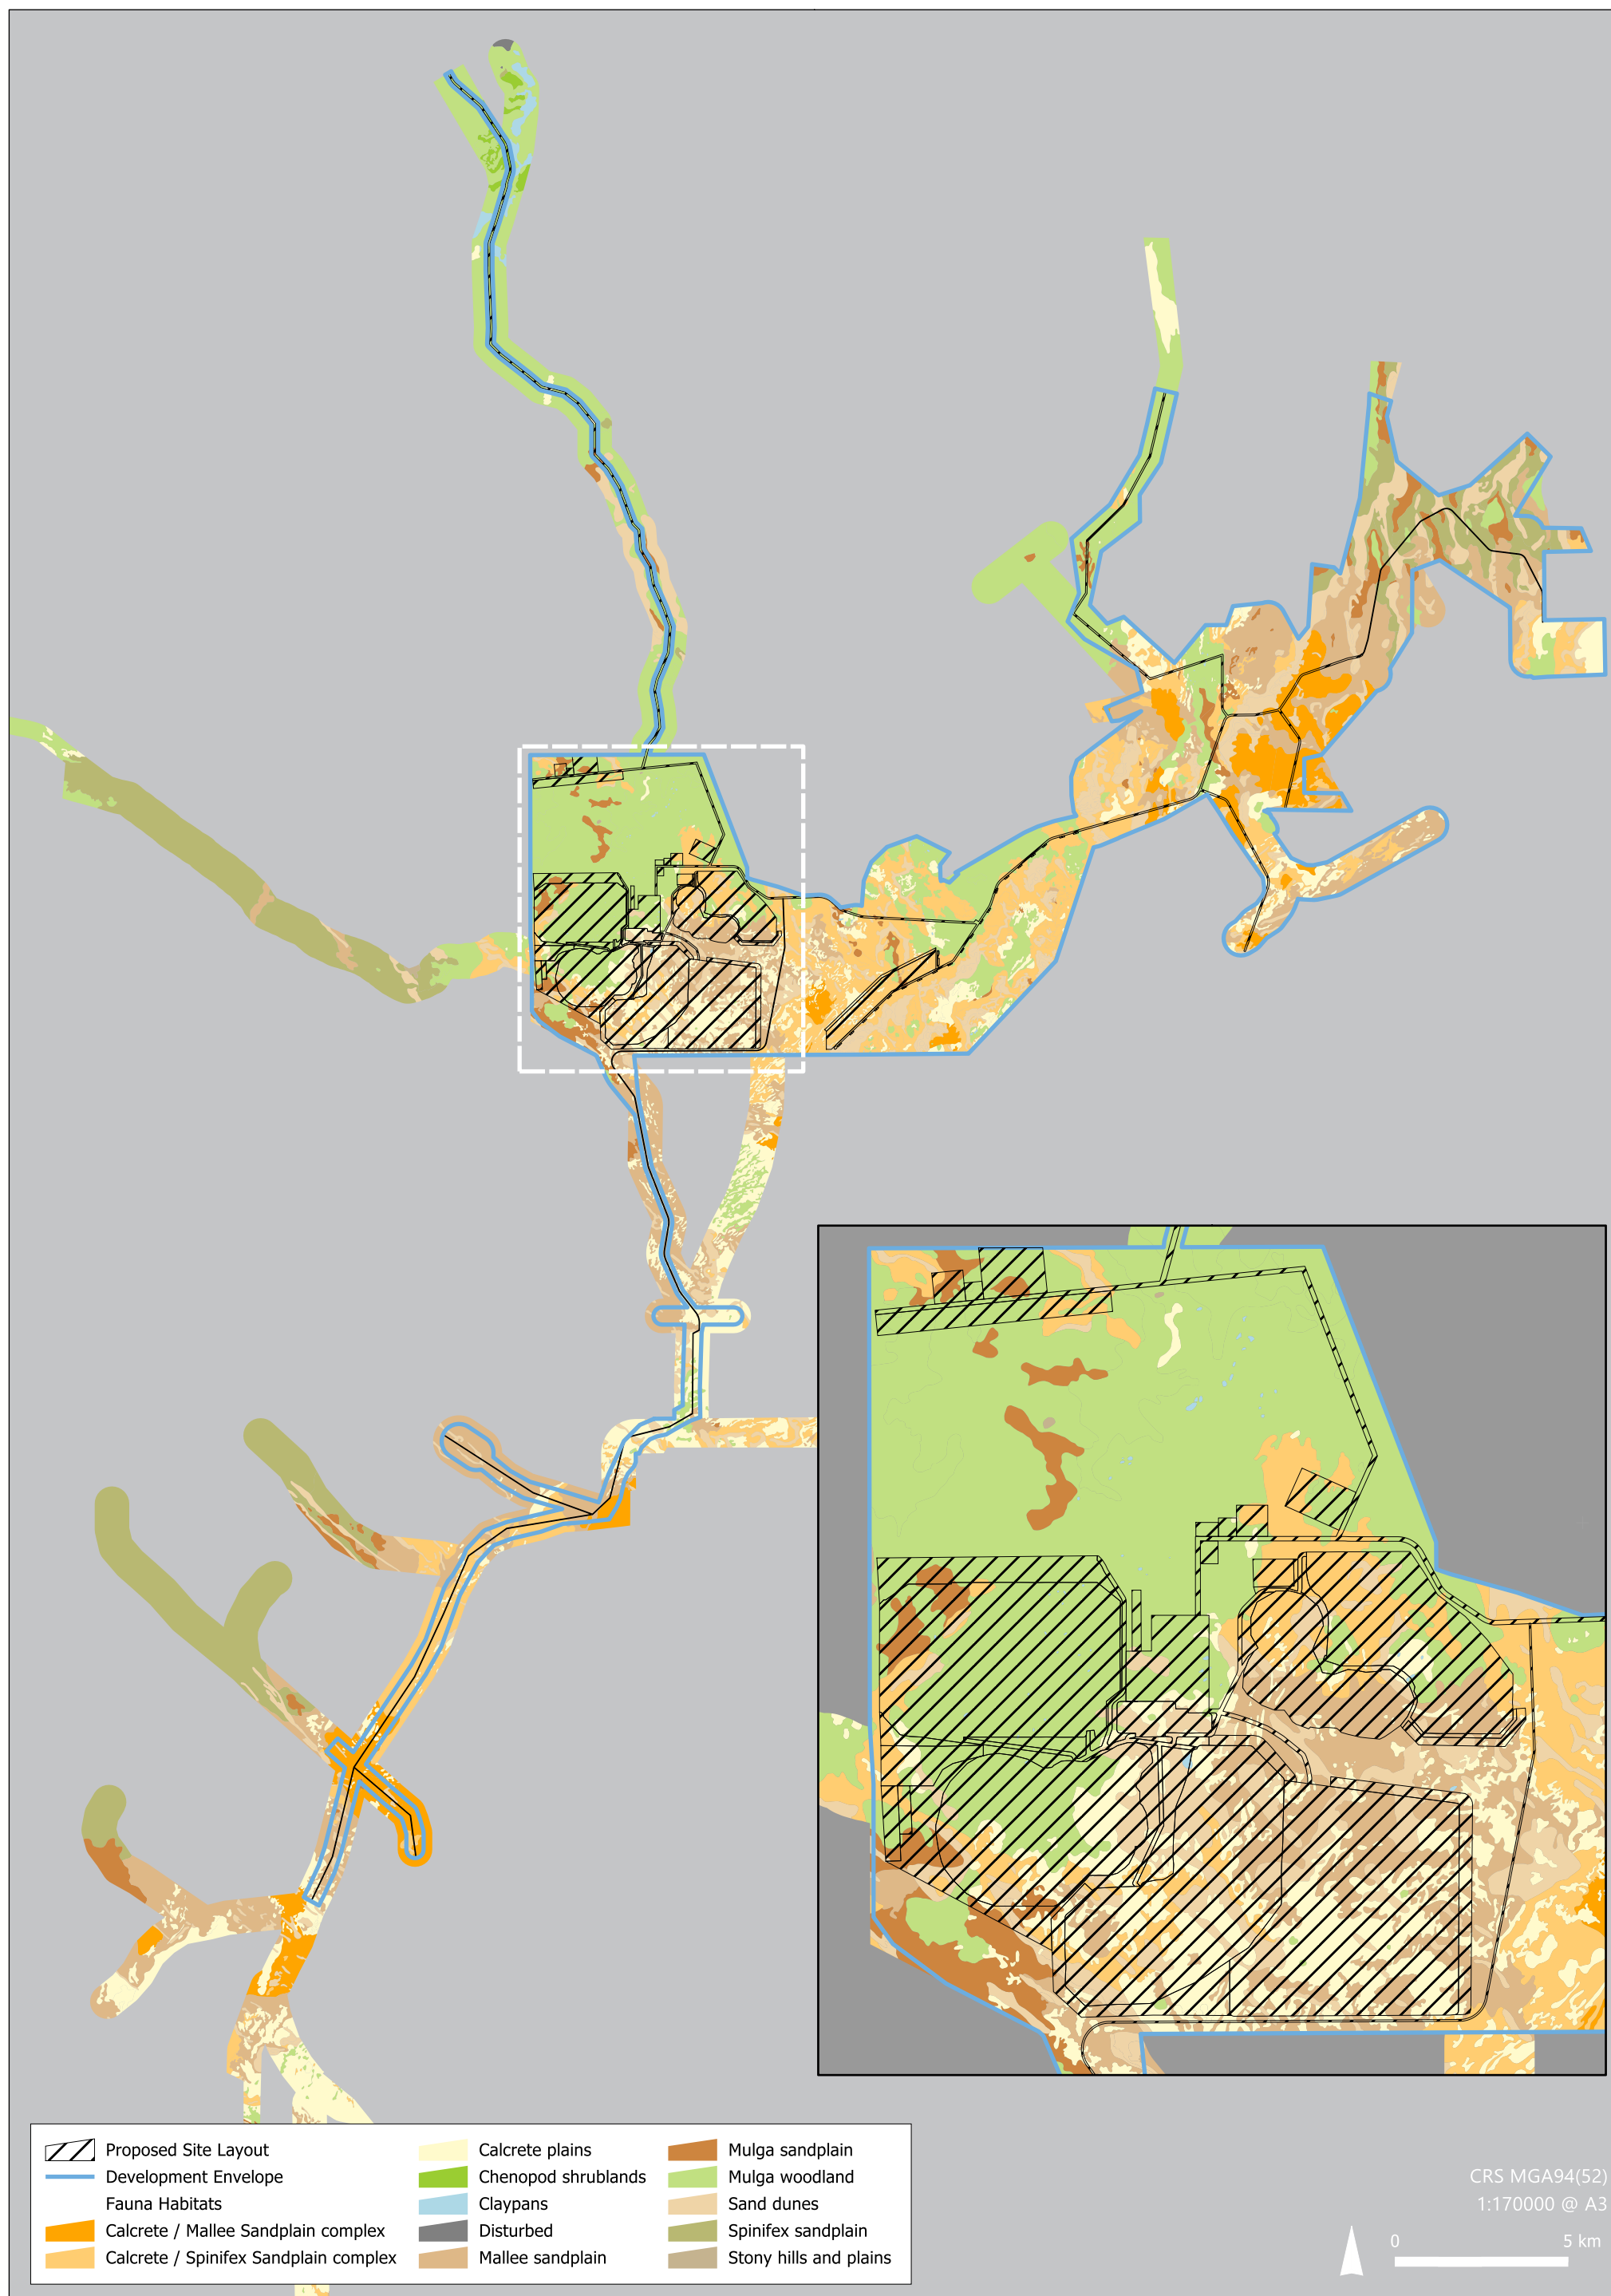 Proposed Site Layout
Development Envelope
Fauna Habitats
Calcrete / Mallee Sandplain complex
Calcrete / Spinifex Sandplain complex
Calcrete plains
Chenopod shrublands
Claypans
Disturbed
Mallee sandplain
Mulga sandplain
Mulga woodland
Sand dunes
Spinifex sandplain
Stony hills and plains
CRS MGA94(52)
1:170000 @ A3
0 5 km